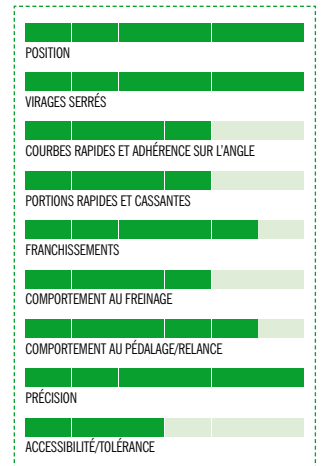 POSITION
VIRAGES SERRÉS
COURBES RAPIDES ET ADHÉRENCE SUR L'ANGLE
PORTIONS RAPIDES ET CASSANTES
FRANCHISSEMENTS
COMPORTEMENT AU FREINAGE
COMPORTEMENT AU PÉDALAGE/RELANCE
PRÉCISION
ACCESSIBILITÉ/TOLÉRANCE